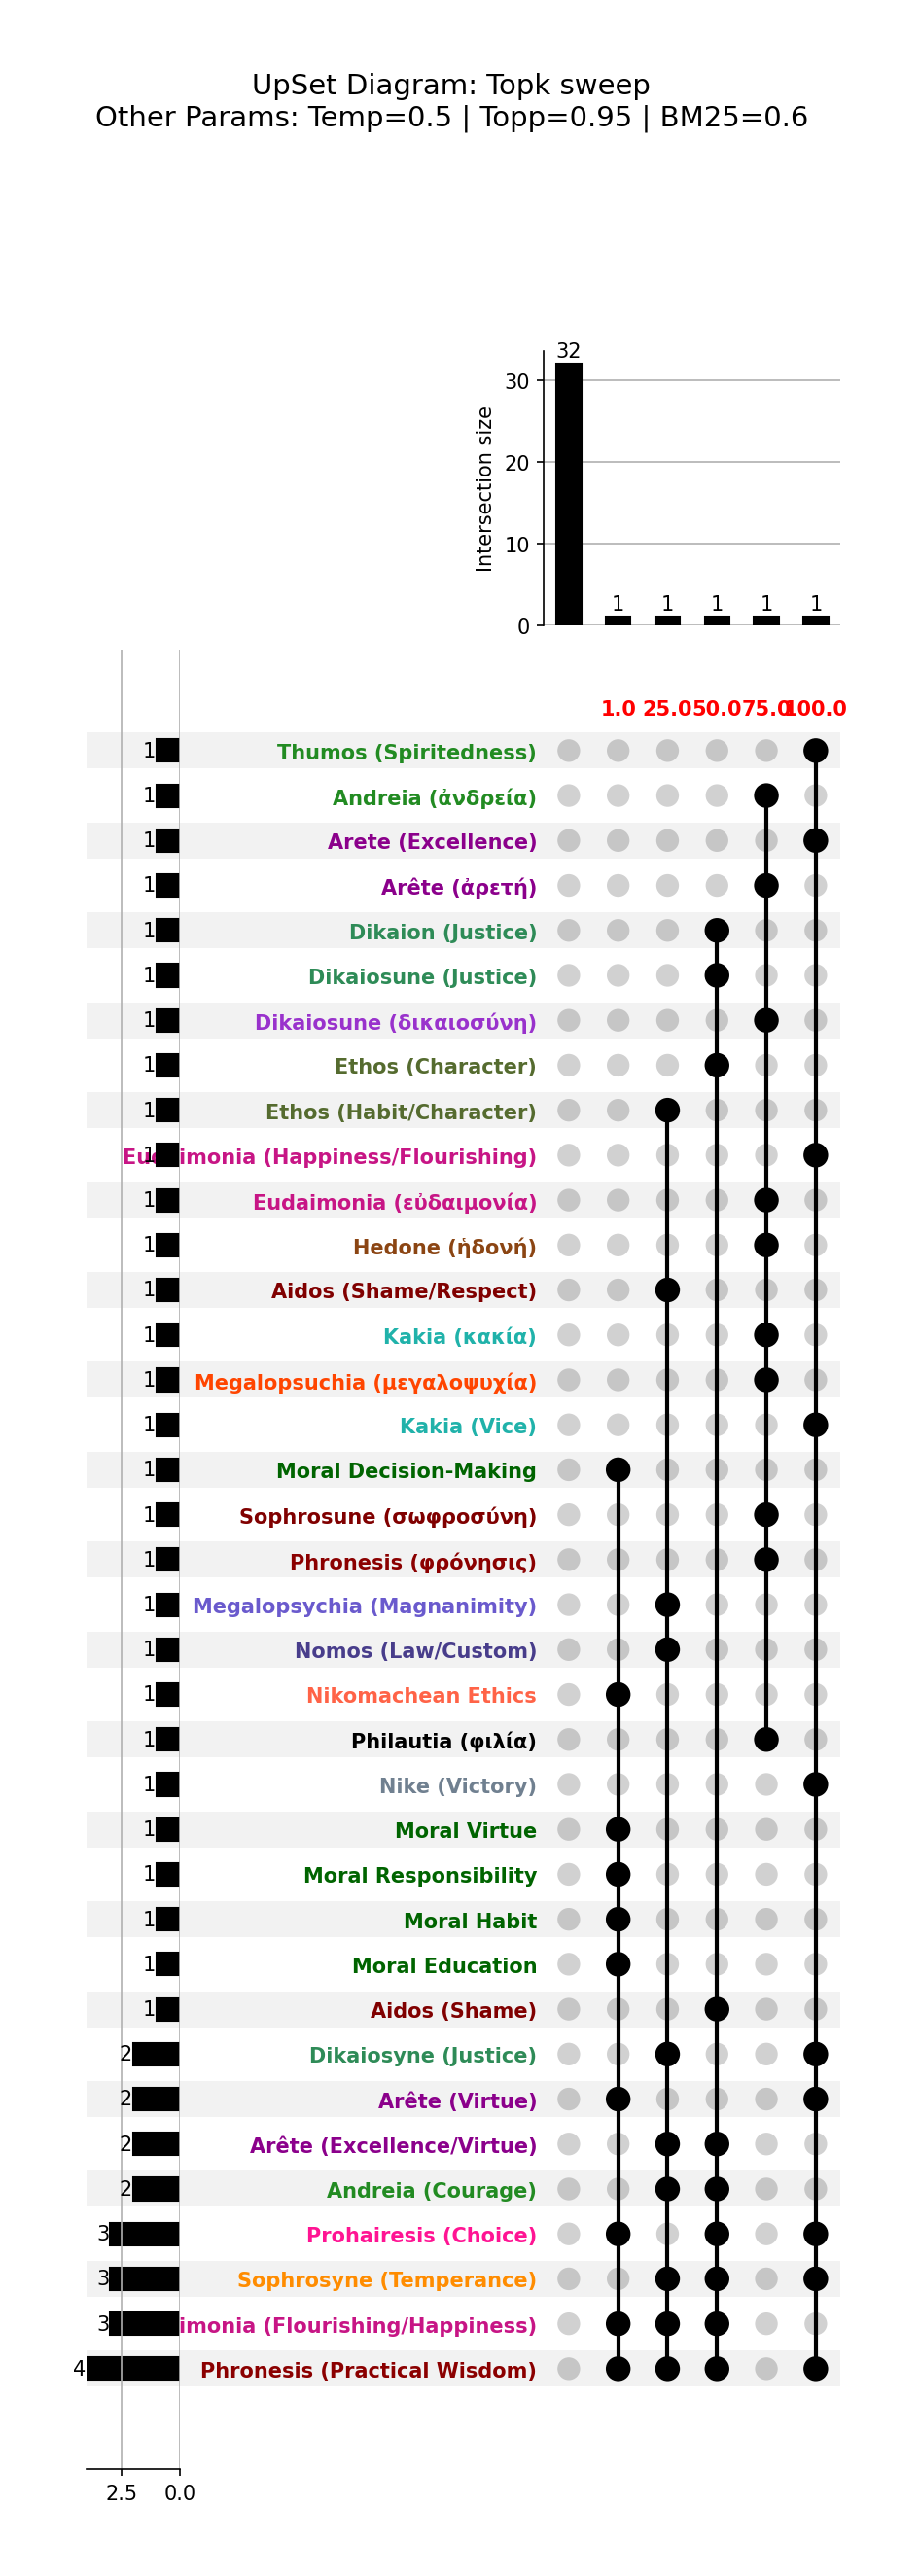 UpSet Diagram: Topk sweep
Other Params: Temp=0.5 | Topp=0.95 | BM25=0.6
32
30
20
10
0
Intersection size
1 1 1 1 1
1.0 25.0 50.0 75.0 100.0
1 Thumos (Spiritedness)
1 Andreia (ἀνδρεία)
1 Arete (Excellence)
1 Arête (ἀρετή)
1 Dikaion (Justice)
1 Dikaiosune (Justice)
1 Dikaiosune (δικαιοσύνη)
1 Ethos (Character)
1 Ethos (Habit/Character)
1 Eudaimonia (Happiness/Flourishing)
1 Eudaimonia (εὐδαιμονία)
1 Hedone (ἡδονή)
1 Aidos (Shame/Respect)
1 Kakia (κακία)
1 Megalopsuchia (μεγαλοψυχία)
1 Kakia (Vice)
1 Moral Decision-Making
1 Sophrosune (σωφροσύνη)
1 Phronesis (φρόνησις)
1 Megalopsychia (Magnanimity)
1 Nomos (Law/Custom)
1 Nikomachean Ethics
1 Philautia (φιλία)
1 Nike (Victory)
1 Moral Virtue
1 Moral Responsibility
1 Moral Habit
1 Moral Education
1 Aidos (Shame)
2 Dikaiosyne (Justice)
2 Arête (Virtue)
2 Arête (Excellence/Virtue)
2 Andreia (Courage)
3 Prohairesis (Choice)
3 Sophrosyne (Temperance)
3 imonia (Flourishing/Happiness)
4 Phronesis (Practical Wisdom)
2.5 0.0